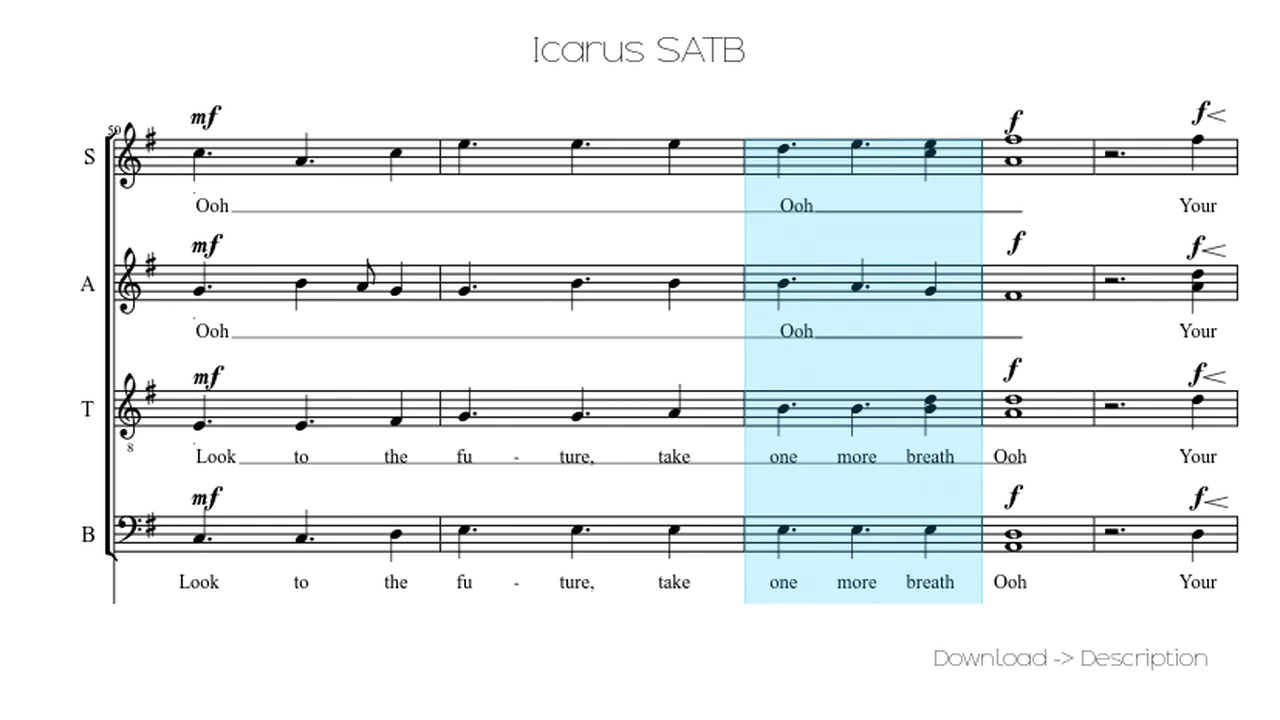 Icarus SATB
mf f f
59
S
Ooh Ooh Your
mf f f
A
Ooh Ooh Your
mf f f
T
8
Look to the fu - ture, take one more breath Ooh Your
mf f f
B
Look to the fu - ture, take one more breath Ooh Your
Download -> Description